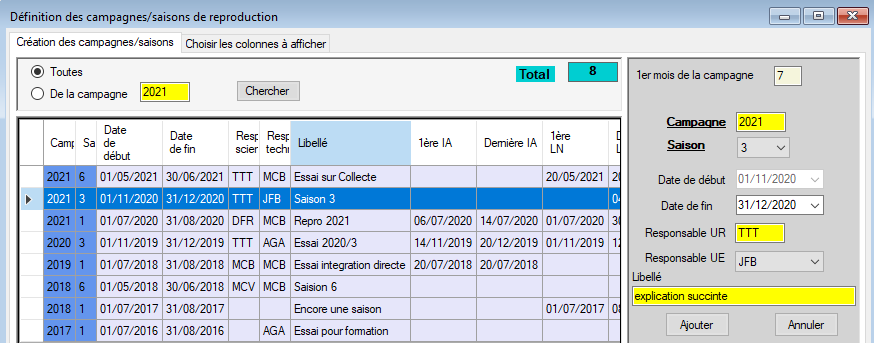 Définition des campagnes/saisons de reproduction
Création des campagnes/saisons Choisir les colonnes à afficher
Toutes
De la campagne 2021 Chercher
Total 8
Camp Sa Date de début Date de fin Resp scier Resp techr Libellé 1ère IA Dernière IA 1ère LN
2021 6 01/05/2021 30/06/2021 TTT MCB Essai sur Collecte 20/05/2021
2021 3 01/11/2020 31/12/2020 TTT JFB Saison 3
2021 1 01/07/2020 31/08/2020 DFR MCB Repro 2021 06/07/2020 14/07/2020 01/07/2020
2020 3 01/11/2019 31/12/2019 TTT AGA Essai 2020/3 14/11/2019 20/12/2019 01/11/2019
2019 1 01/07/2018 31/08/2018 MCB MCB Essai integration directe 20/07/2018 20/07/2018
2018 6 01/05/2018 30/06/2018 MCV MCB Saision 6
2018 1 01/07/2017 31/08/2017 Encore une saison 01/07/2017
2017 1 01/07/2016 31/08/2016 AGA Essai pour formation
1er mois de la campagne 7
Campagne 2021
Saison 3
Date de début 01/11/2020
Date de fin 31/12/2020
Responsable UR TTT
Responsable UE JFB
Libellé
explication succinte
Ajouter Annuler